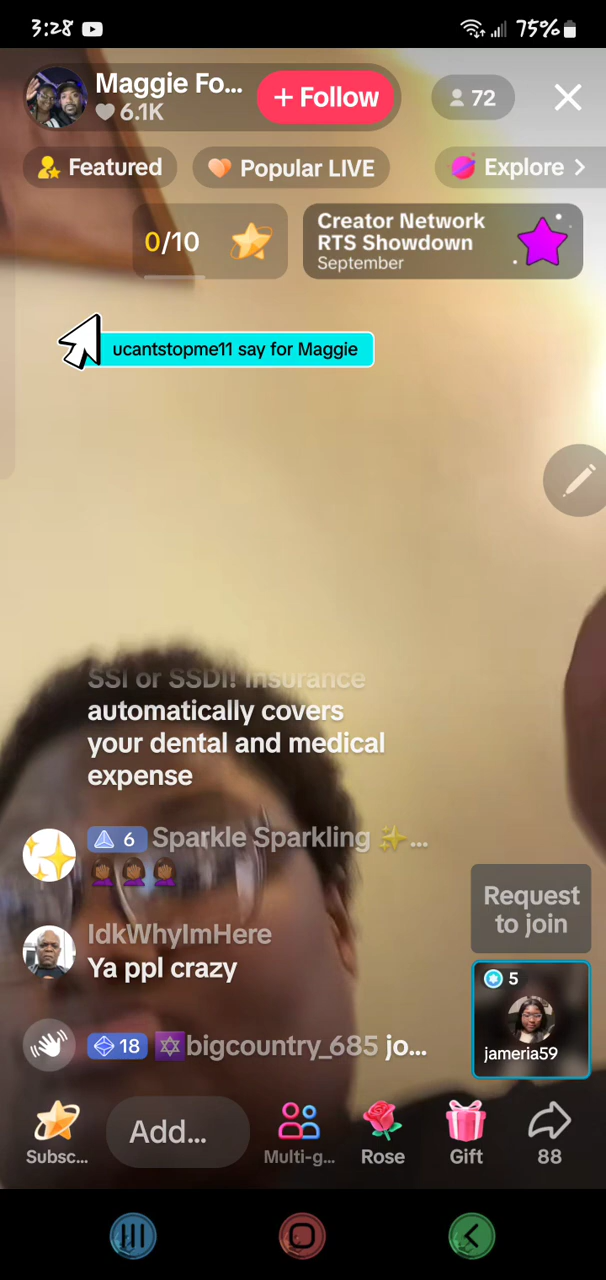 3:28
75%
Maggie Fo...
6.1K
+ Follow
72
Featured
Popular LIVE
Explore >
0/10
Creator Network
RTS Showdown
September
ucantstopme11 say for Maggie
SSI or SSDI! Insurance
automatically covers
your dental and medical
expense
6 Sparkle Sparkling ✨...
🤦🏾‍♀️🤦🏾‍♀️🤦🏾‍♀️
IdkWhyImHere
Ya ppl crazy
Request
to join
5
jameria59
18 🔯bigcountry_685 jo...
Add...
Subsc...
Multi-g...
Rose
Gift
88